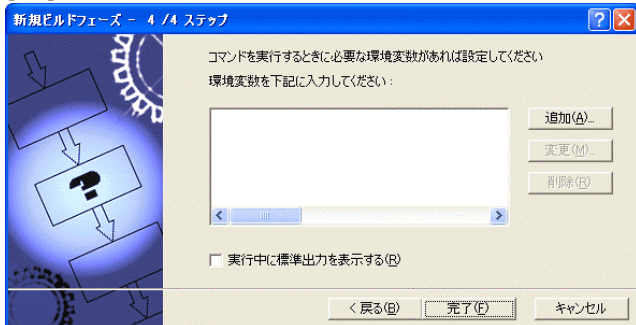 新規ビルドフェーズ - 4 /4 ステップ
コマンドを実行するときに必要な環境変数があれば設定してください
環境変数を下記に入力してください:
追加(A)...
変更(M)...
削除(R)
実行中に標準出力を表示する(R)
< 戻る(B)
完了(F)
キャンセル